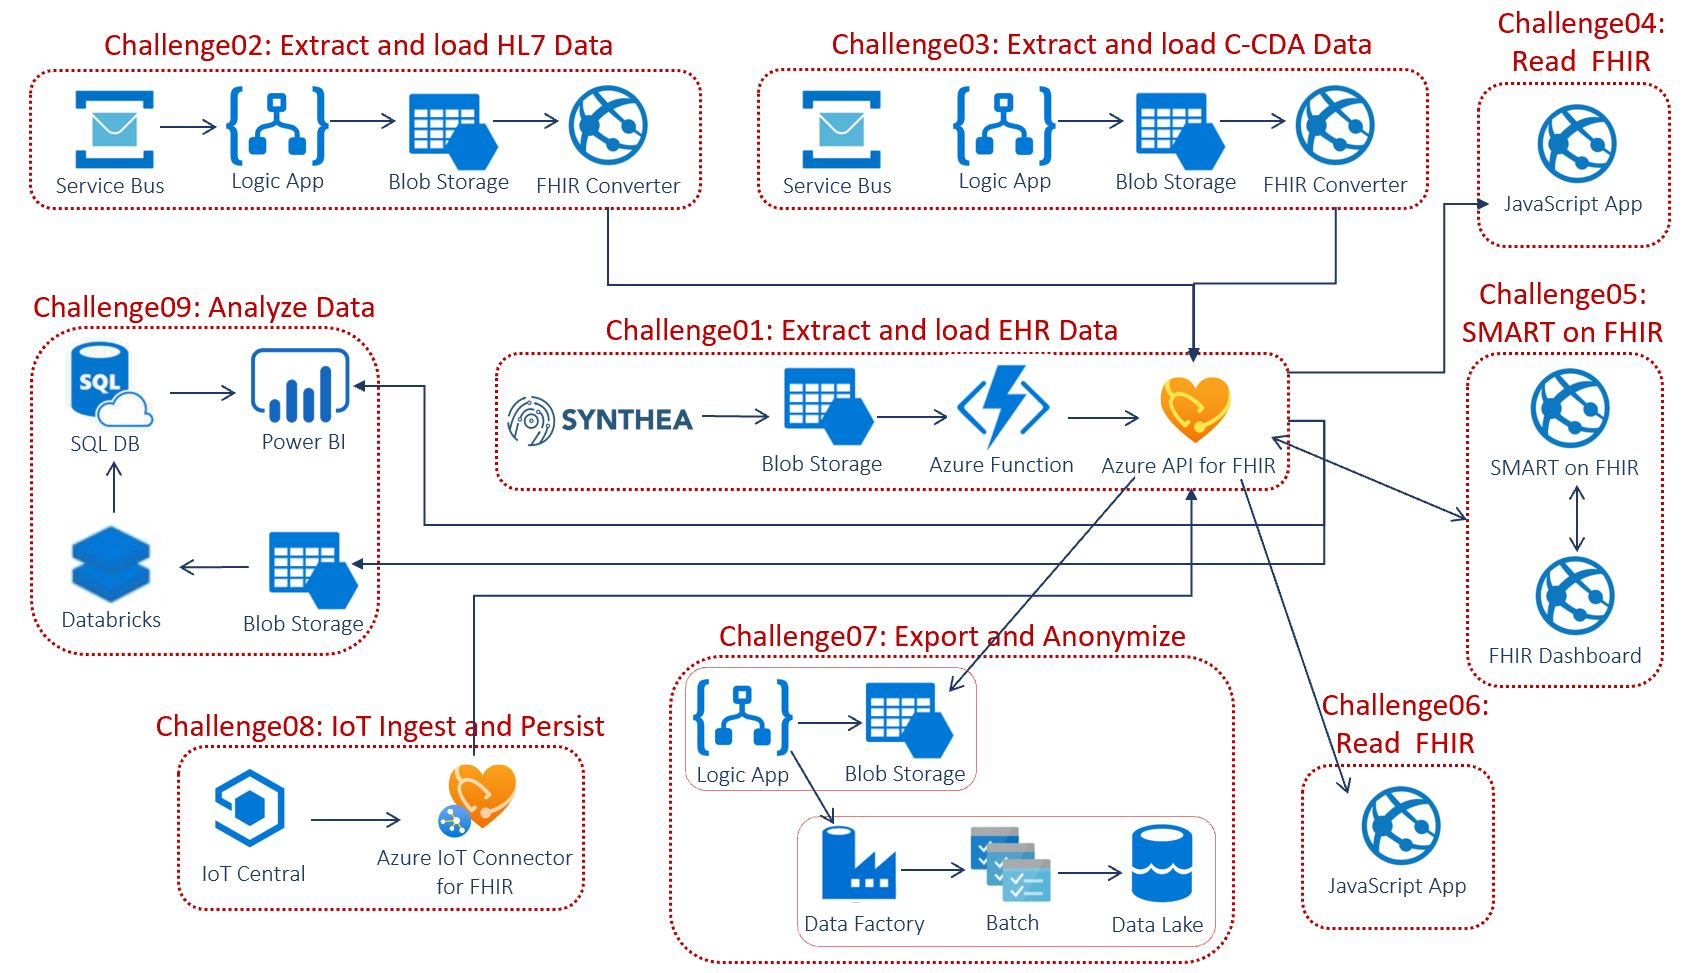 Challenge02: Extract and load HL7 Data
Service Bus
Logic App
Blob Storage
FHIR Converter
Challenge03: Extract and load C-CDA Data
Service Bus
Logic App
Blob Storage
FHIR Converter
Challenge04:
Read FHIR
JavaScript App
Challenge09: Analyze Data
SQL
SQL DB
Power BI
Databricks
Blob Storage
Challenge01: Extract and load EHR Data
SYNTHEA
Blob Storage
Azure Function
Azure API for FHIR
Challenge05:
SMART on FHIR
SMART on FHIR
FHIR Dashboard
Challenge08: IoT Ingest and Persist
IoT Central
Azure IoT Connector
for FHIR
Challenge07: Export and Anonymize
Logic App
Blob Storage
Data Factory
Batch
Data Lake
Challenge06:
Read FHIR
JavaScript App